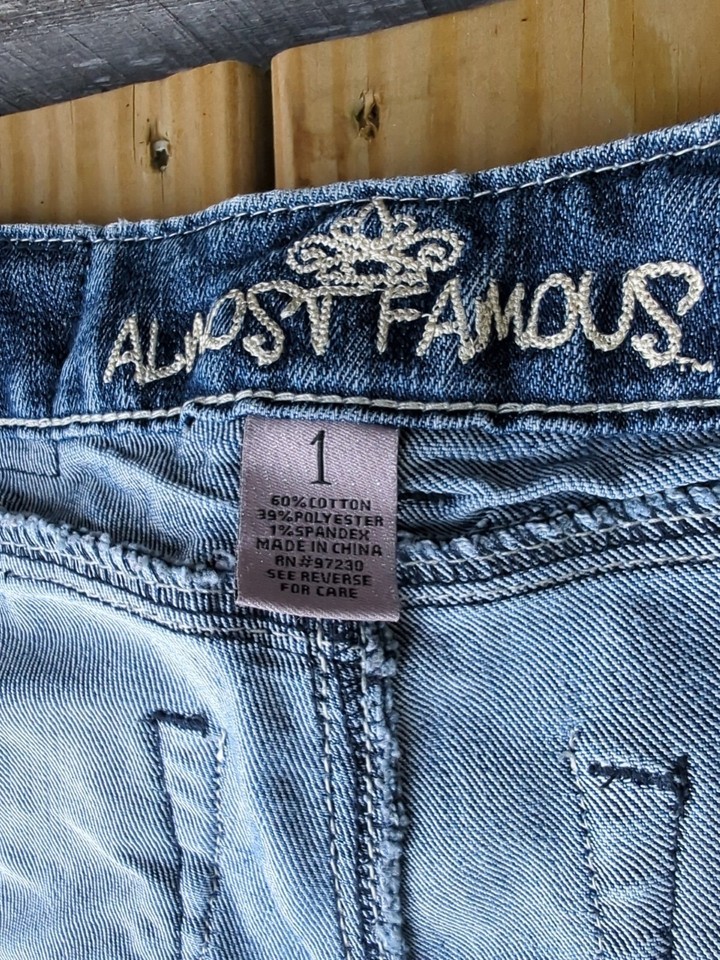 ALMOST FAMOUS
1
60%COTTON
39%POLYESTER
1%SPANDEX
MADE IN CHINA
RN#97230
SEE REVERSE
FOR CARE